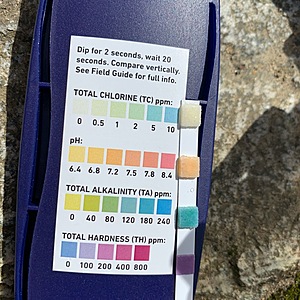 Dip for 2 seconds, wait 20
seconds. Compare vertically.
See Field Guide for full info.
TOTAL CHLORINE (TC) ppm:
0 0.5 1 2 5 10
pH:
6.4 6.8 7.2 7.5 7.8 8.4
TOTAL ALKALINITY (TA) ppm:
0 40 80 120 180 240
TOTAL HARDNESS (TH) ppm:
0 100 200 400 800